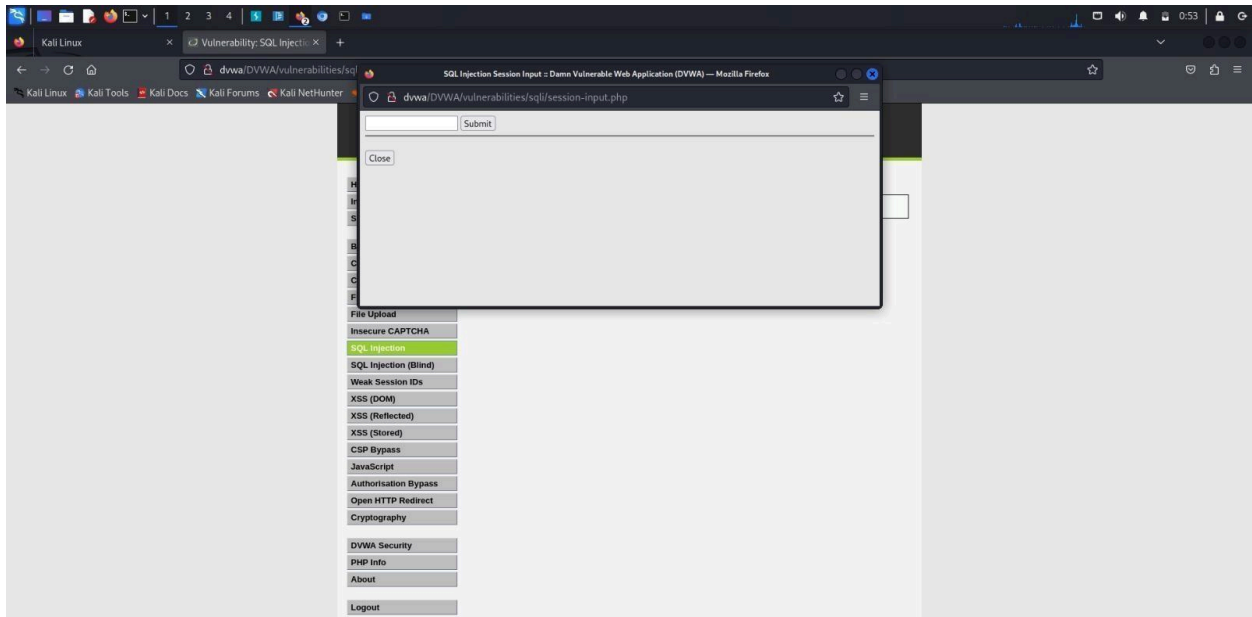 1 2 3 4
0:53
Kali Linux
Vulnerability: SQL Injectio
dvwa/DVWA/vulnerabilities/sql
Kali Linux Kali Tools Kali Docs Kali Forums Kali NetHunter
SQL Injection Session Input :: Damn Vulnerable Web Application (DVWA) — Mozilla Firefox
dvwa/DVWA/vulnerabilities/sqli/session-input.php
Submit
Close
File Upload
Insecure CAPTCHA
SQL Injection
SQL Injection (Blind)
Weak Session IDs
XSS (DOM)
XSS (Reflected)
XSS (Stored)
CSP Bypass
JavaScript
Authorisation Bypass
Open HTTP Redirect
Cryptography
DVWA Security
PHP Info
About
Logout